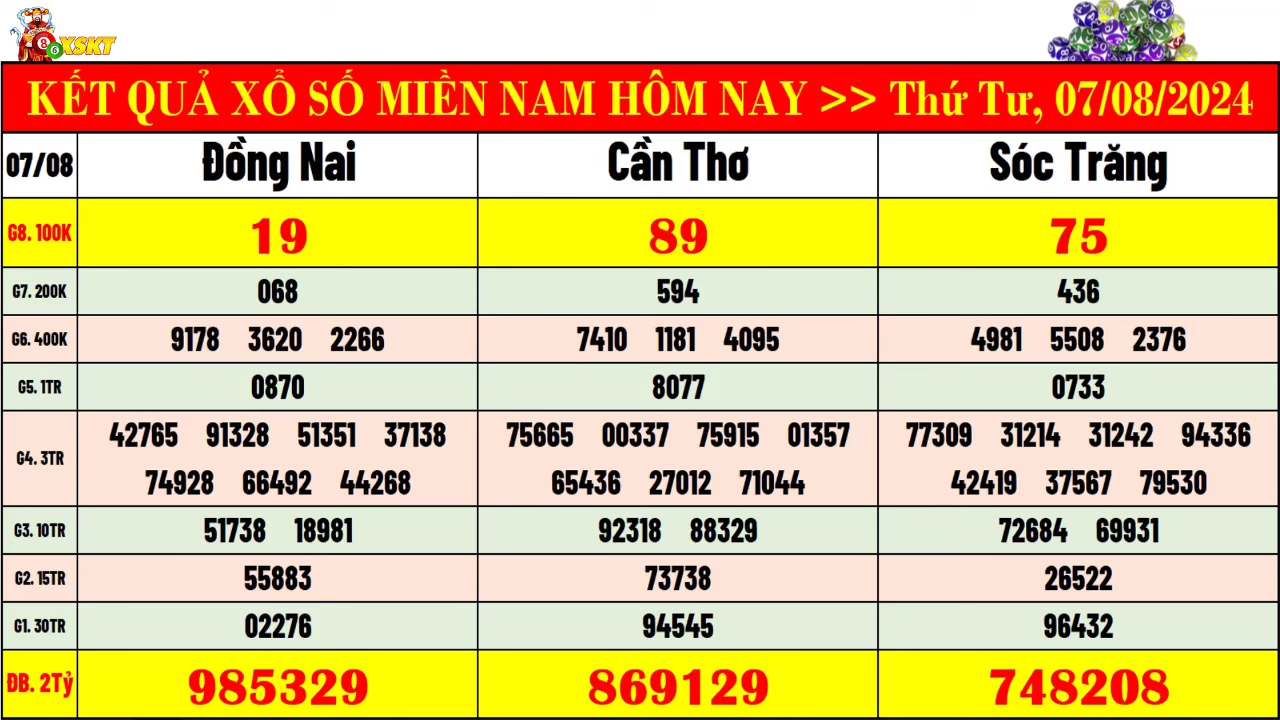 XSKT
KẾT QUẢ XỔ SỐ MIỀN NAM HÔM NAY >> Thứ Tư, 07/08/2024
07/08 Đồng Nai Cần Thơ Sóc Trăng
G8. 100K 19 89 75
G7. 200K 068 594 436
G6. 400K 9178 3620 2266 7410 1181 4095 4981 5508 2376
G5. 1TR 0870 8077 0733
G4. 3TR 42765 91328 51351 37138 75665 00337 75915 01357 77309 31214 31242 94336
74928 66492 44268 65436 27012 71044 42419 37567 79530
G3. 10TR 51738 18981 92318 88329 72684 69931
G2. 15TR 55883 73738 26522
G1. 30TR 02276 94545 96432
ĐB. 2Tỷ 985329 869129 748208